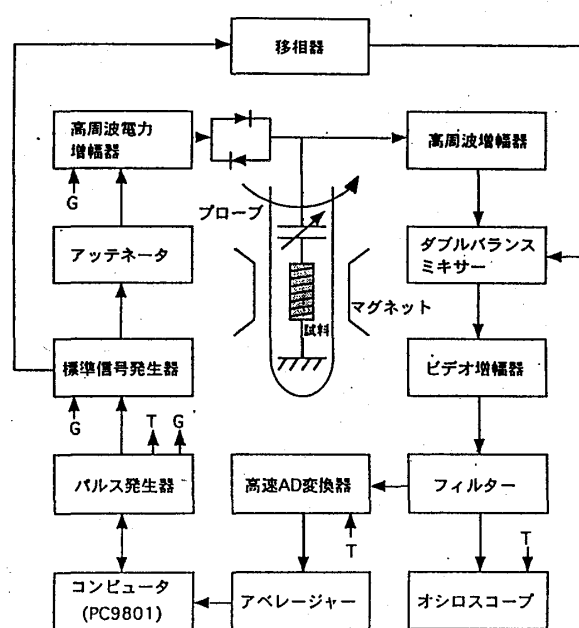 移相器
高周波電力
増幅器
高周波増幅器
G
プローブ
アッテネータ
ダブルバランス
ミキサー
マグネット
試料
標準信号発生器
ビデオ増幅器
G
T
G
パルス発生器
高速AD変換器
フィルター
T
T
コンピュータ
(PC9801)
アベレージャー
オシロスコープ